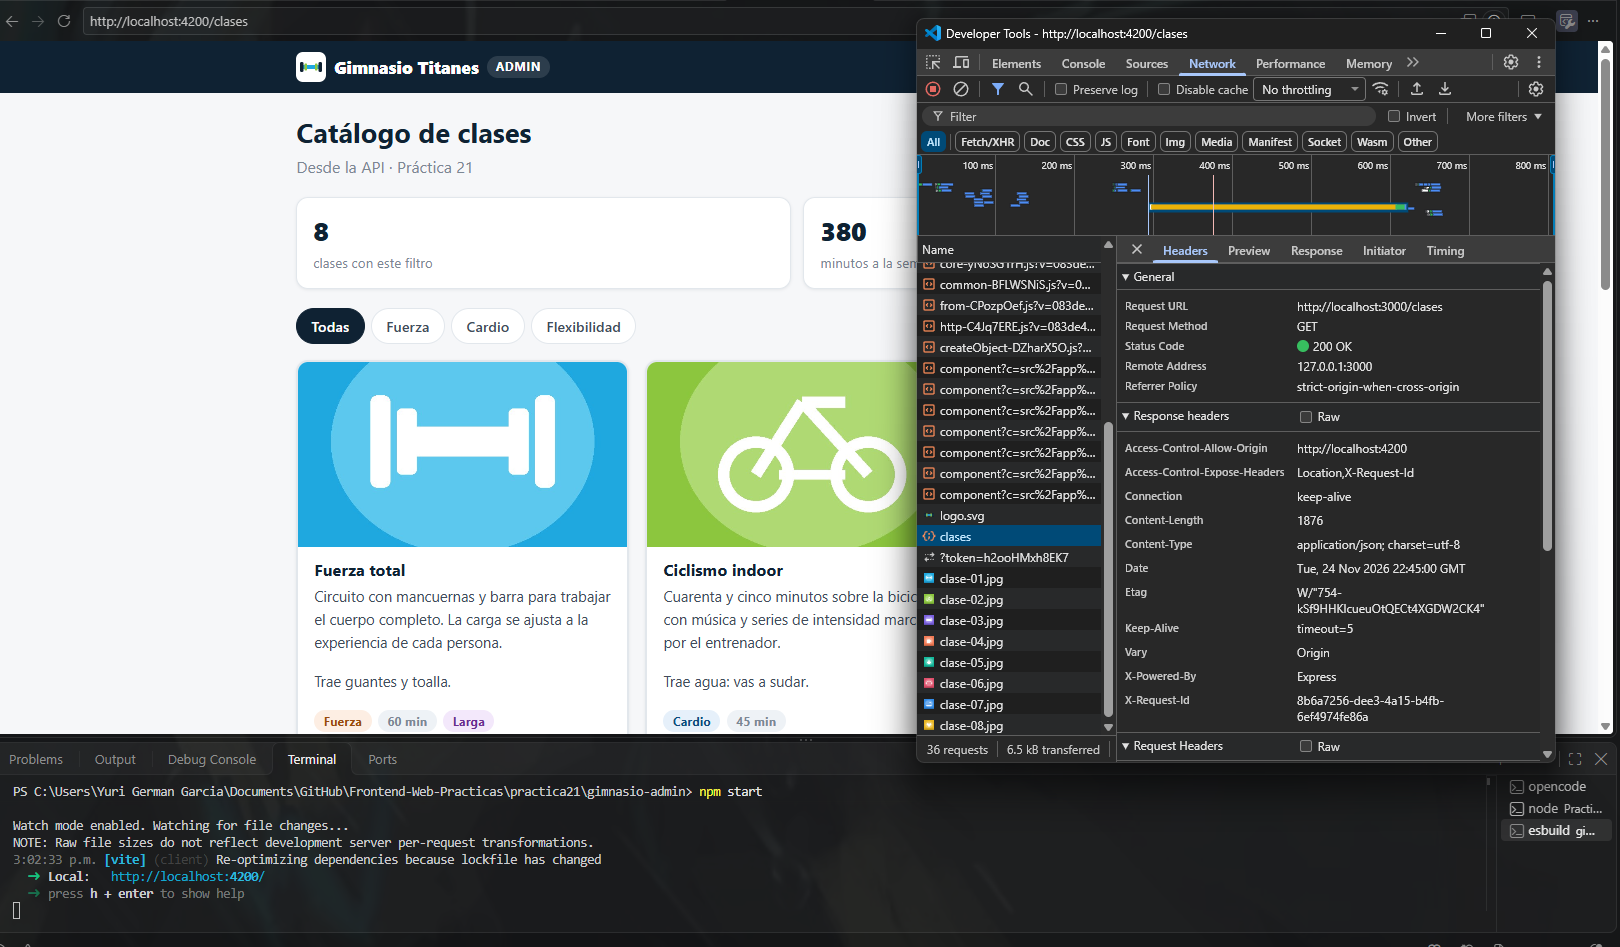 http://localhost:4200/clases
Gimnasio Titanes ADMIN
Catálogo de clases
Desde la API · Práctica 21
8
clases con este filtro
380
minutos a la sem
Todas Fuerza Cardio Flexibilidad
Fuerza total
Circuito con mancuernas y barra para trabajar
el cuerpo completo. La carga se ajusta a la
experiencia de cada persona.
Trae guantes y toalla.
Fuerza 60 min Larga
Ciclismo indoor
Cuarenta y cinco minutos sobre la bicic
con música y series de intensidad marc
por el entrenador.
Trae agua: vas a sudar.
Cardio 45 min
Developer Tools - http://localhost:4200/clases
Elements Console Sources Network Performance Memory
Preserve log Disable cache No throttling
Filter Invert More filters
All Fetch/XHR Doc CSS JS Font Img Media Manifest Socket Wasm Other
100 ms 200 ms 300 ms 400 ms 500 ms 600 ms 700 ms 800 ms
Name
common-BFLWSNiS.js?v=0...
from-CPozpOef.js?v=083de...
http-C4Jq7ERE.js?v=083de4...
createObject-DZharX5O.js?...
component?c=src%2Fapp%...
component?c=src%2Fapp%...
component?c=src%2Fapp%...
component?c=src%2Fapp%...
component?c=src%2Fapp%...
component?c=src%2Fapp%...
component?c=src%2Fapp%...
logo.svg
clases
?token=h2ooHMxh8EK7
clase-01.jpg
clase-02.jpg
clase-03.jpg
clase-04.jpg
clase-05.jpg
clase-06.jpg
clase-07.jpg
clase-08.jpg
36 requests 6.5 kB transferred
Headers Preview Response Initiator Timing
General
Request URL http://localhost:3000/clases
Request Method GET
Status Code 200 OK
Remote Address 127.0.0.1:3000
Referrer Policy strict-origin-when-cross-origin
Response headers Raw
Access-Control-Allow-Origin http://localhost:4200
Access-Control-Expose-Headers Location,X-Request-Id
Connection keep-alive
Content-Length 1876
Content-Type application/json; charset=utf-8
Date Tue, 24 Nov 2026 22:45:00 GMT
Etag W/"754-
kSf9HHKlcueuOtQECt4XGDW2CK4"
Keep-Alive timeout=5
Vary Origin
X-Powered-By Express
X-Request-Id 8b6a7256-dee3-4a15-b4fb-
6ef4974fe86a
Request Headers Raw
Problems Output Debug Console Terminal Ports
PS C:\Users\Yuri German Garcia\Documents\GitHub\Frontend-Web-Practicas\practica21\gimnasio-admin> npm start
Watch mode enabled. Watching for file changes...
NOTE: Raw file sizes do not reflect development server per-request transformations.
3:02:33 p.m. [vite] (client) Re-optimizing dependencies because lockfile has changed
➜ Local: http://localhost:4200/
➜ press h + enter to show help
opencode
node Practi...
esbuild gi...